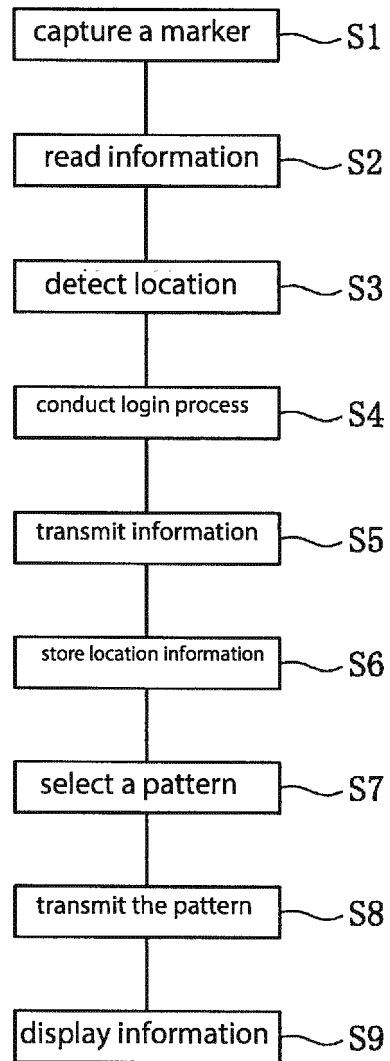 capture a marker S1
read information S2
detect location S3
conduct login process S4
transmit information S5
store location information S6
select a pattern S7
transmit the pattern S8
display information S9